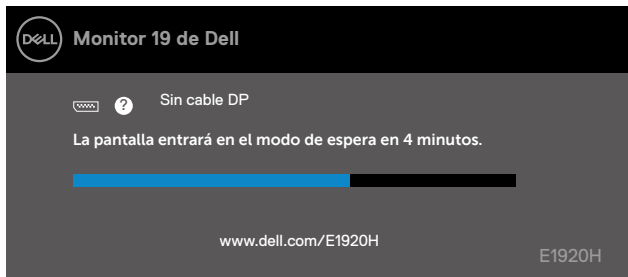 DELL
Monitor 19 de Dell
? Sin cable DP
La pantalla entrará en el modo de espera en 4 minutos.
www.dell.com/E1920H
E1920H